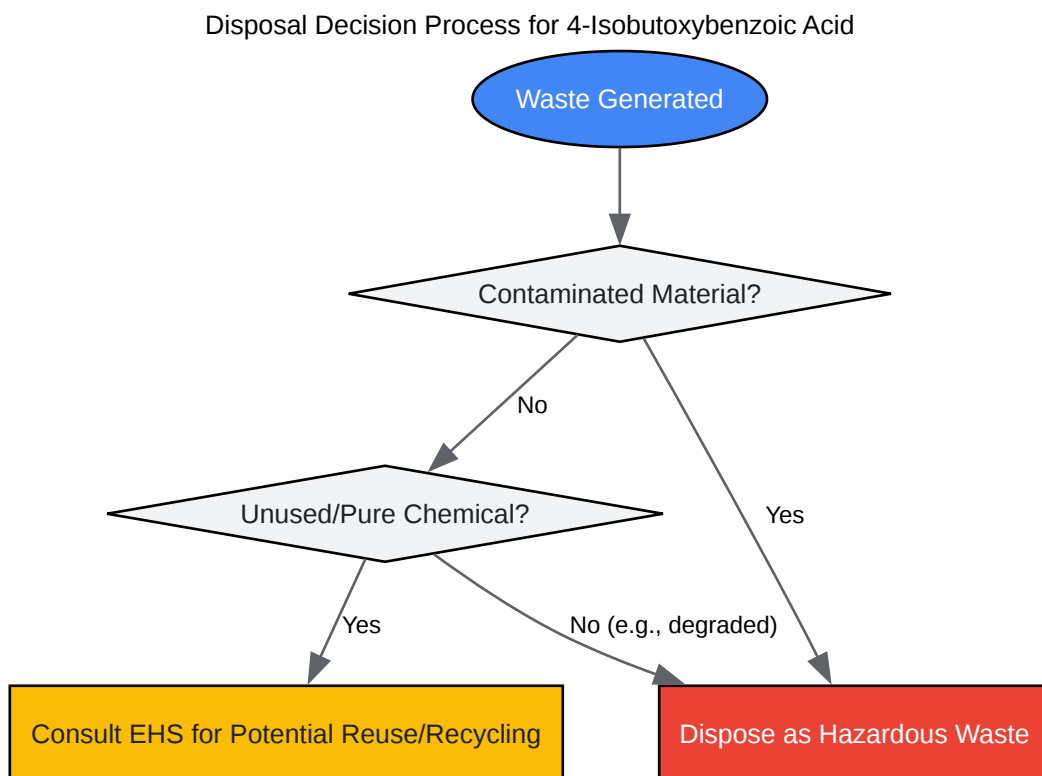 Disposal Decision Process for 4-Isobutoxybenzoic Acid
Waste Generated
Contaminated Material?
No
Unused/Pure Chemical?
Yes
Yes
No (e.g., degraded)
Consult EHS for Potential Reuse/Recycling
Dispose as Hazardous Waste